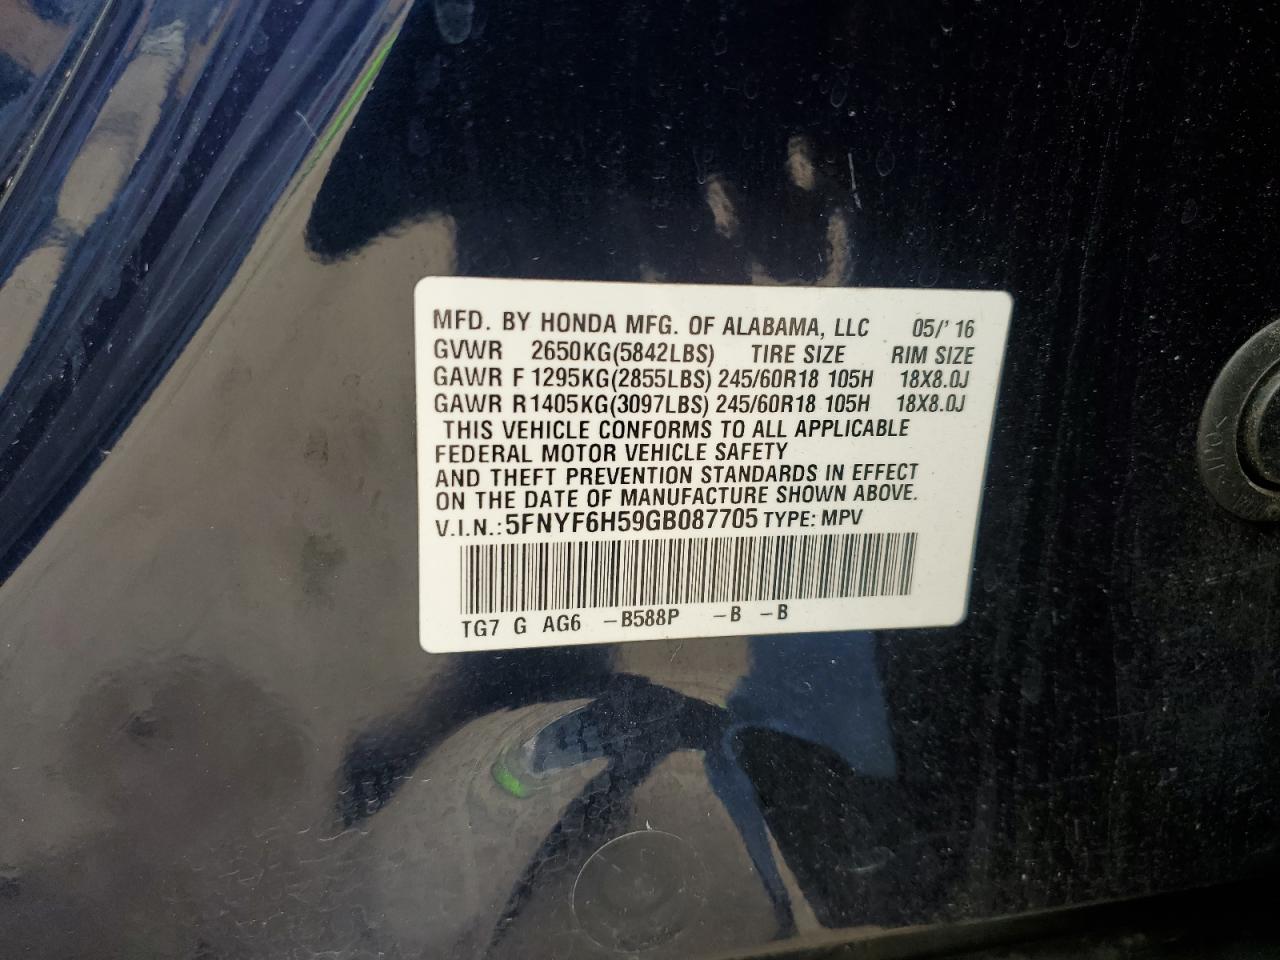 MFD. BY HONDA MFG. OF ALABAMA, LLC 05/'16
GVWR 2650KG(5842LBS) TIRE SIZE RIM SIZE
GAWR F 1295KG(2855LBS) 245/60R18 105H 18X8.0J
GAWR R1405KG(3097LBS) 245/60R18 105H 18X8.0J
THIS VEHICLE CONFORMS TO ALL APPLICABLE
FEDERAL MOTOR VEHICLE SAFETY
AND THEFT PREVENTION STANDARDS IN EFFECT
ON THE DATE OF MANUFACTURE SHOWN ABOVE.
V.I.N.:5FNYF6H59GB087705 TYPE: MPV
TG7 G AG6 -B588P -B -B